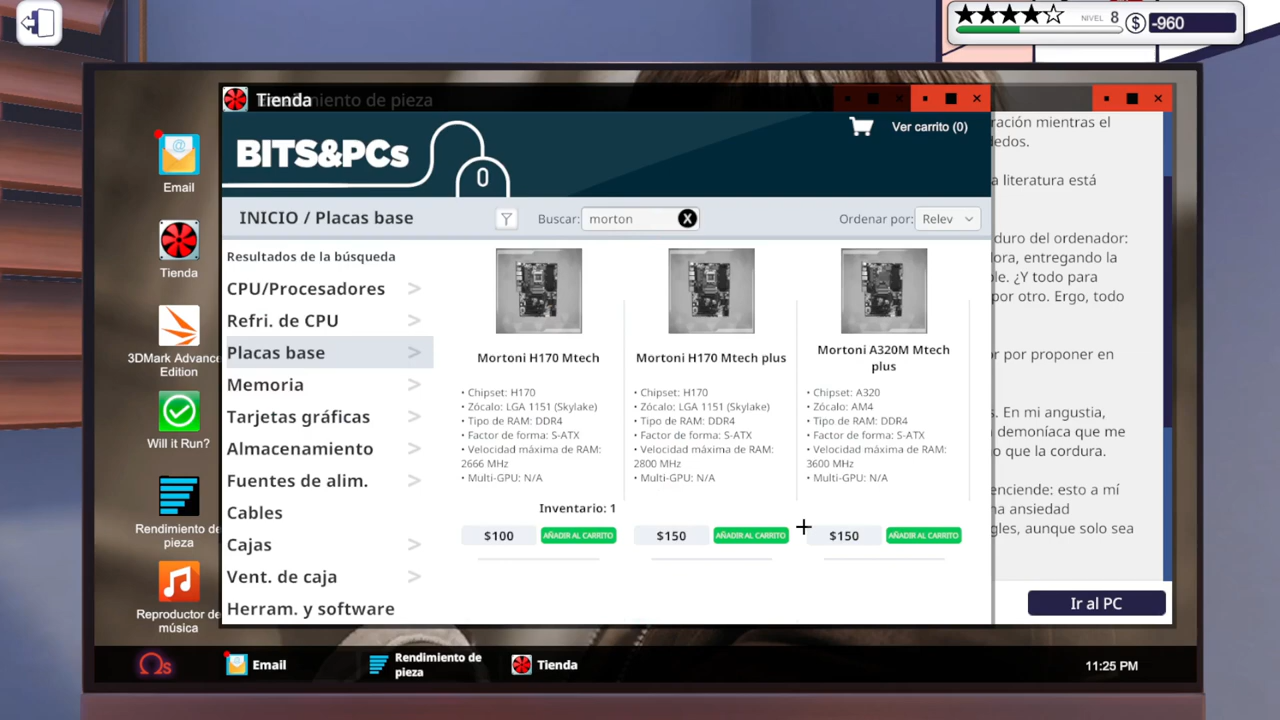 NIVEL 8 $ -960
Tienda
BITS&PCs
Ver carrito (0)
INICIO / Placas base
Buscar: morton X
Ordenar por: Relev
Resultados de la búsqueda
CPU/Procesadores >
Refri. de CPU >
Placas base >
Memoria >
Tarjetas gráficas >
Almacenamiento >
Fuentes de alim. >
Cables
Cajas >
Vent. de caja >
Herram. y software
Mortoni H170 Mtech
• Chipset: H170
• Zócalo: LGA 1151 (Skylake)
• Tipo de RAM: DDR4
• Factor de forma: S-ATX
• Velocidad máxima de RAM:
2666 MHz
• Multi-GPU: N/A
Inventario: 1
$100 AÑADIR AL CARRITO
Mortoni H170 Mtech plus
• Chipset: H170
• Zócalo: LGA 1151 (Skylake)
• Tipo de RAM: DDR4
• Factor de forma: S-ATX
• Velocidad máxima de RAM:
2800 MHz
• Multi-GPU: N/A
$150 AÑADIR AL CARRITO
Mortoni A320M Mtech
plus
• Chipset: A320
• Zócalo: AM4
• Tipo de RAM: DDR4
• Factor de forma: S-ATX
• Velocidad máxima de RAM:
3600 MHz
• Multi-GPU: N/A
$150 AÑADIR AL CARRITO
ración mientras el
dedos.
a literatura está
duro del ordenador:
ora, entregando la
ble. ¿Y todo para
por otro. Ergo, todo
or por proponer en
s. En mi angustia,
demoníaca que me
o que la cordura.
enciende: esto a mí
na ansiedad
gles, aunque solo sea
Ir al PC
Email
Tienda
3DMark Advance
Edition
Will it Run?
Rendimiento de
pieza
Reproductor de
música
Ωs
Email
Rendimiento de
pieza
Tienda
11:25 PM